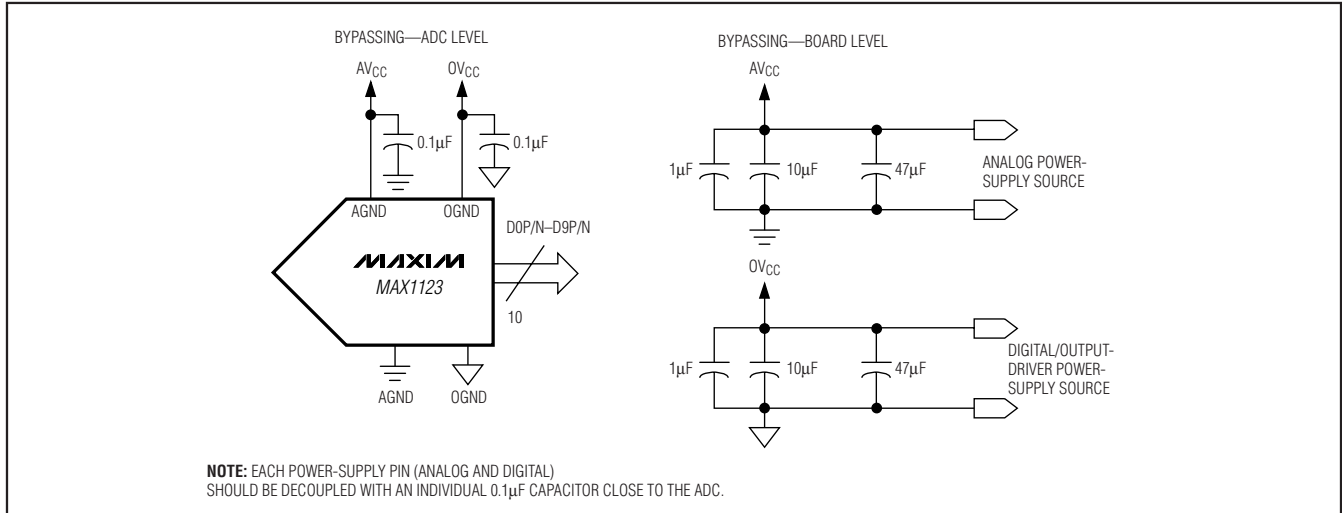 BYPASSING—ADC LEVEL
AVCC
OVCC
0.1µF
0.1µF
AGND
OGND
D0P/N–D9P/N
MAXIM
MAX1123
10
AGND
OGND
BYPASSING—BOARD LEVEL
AVCC
1µF
10µF
47µF
ANALOG POWER-
SUPPLY SOURCE
OVCC
1µF
10µF
47µF
DIGITAL/OUTPUT-
DRIVER POWER-
SUPPLY SOURCE
NOTE: EACH POWER-SUPPLY PIN (ANALOG AND DIGITAL)
SHOULD BE DECOUPLED WITH AN INDIVIDUAL 0.1µF CAPACITOR CLOSE TO THE ADC.